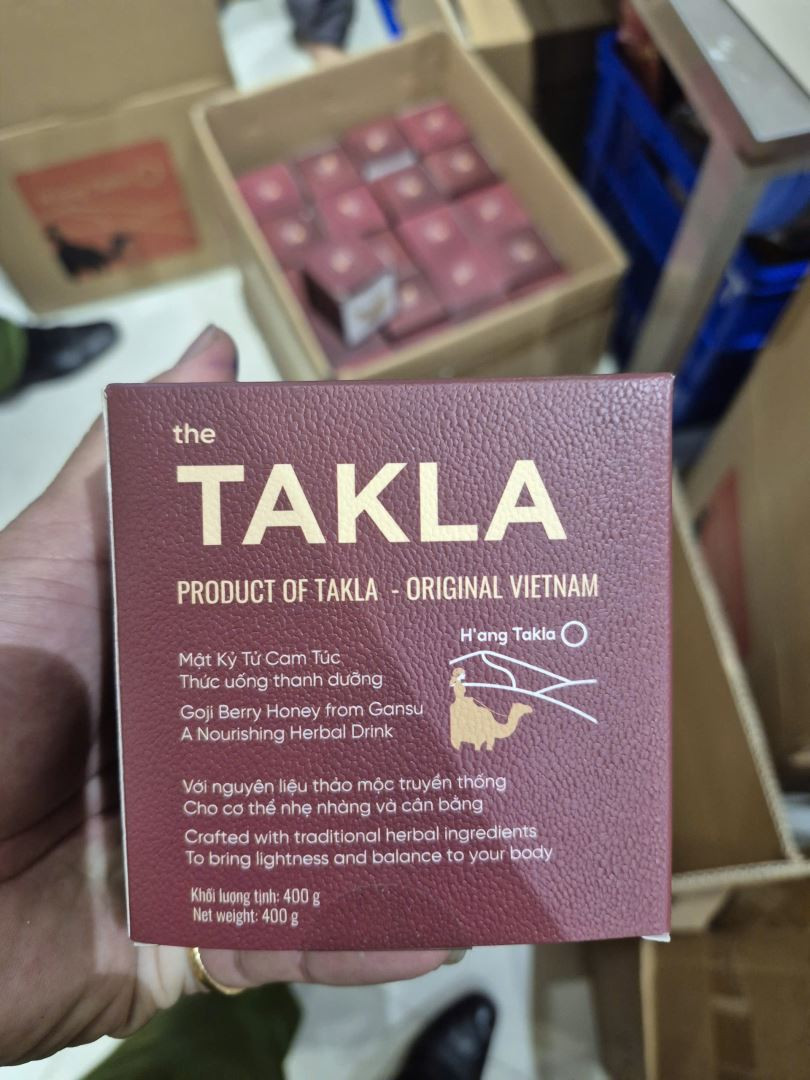 the
TAKLA
PRODUCT OF TAKLA - ORIGINAL VIETNAM
H'ang Takla
Mật Kỷ Tử Cam Túc
Thức uống thanh dưỡng
Goji Berry Honey from Gansu
A Nourishing Herbal Drink
Với nguyên liệu thảo mộc truyền thống
Cho cơ thể nhẹ nhàng và cân bằng
Crafted with traditional herbal ingredients
To bring lightness and balance to your body
Khối lượng tịnh: 400 g
Net weight: 400 g